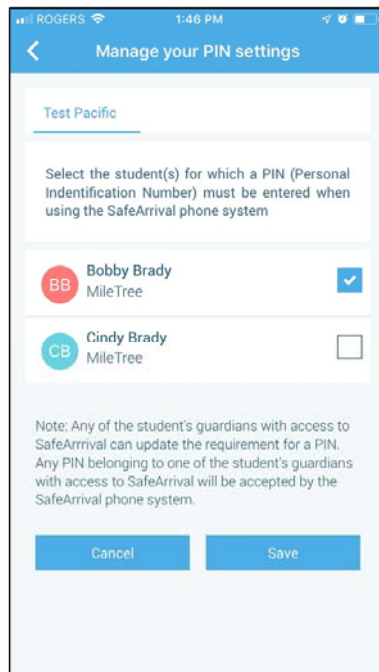 ROGERS 1:46 PM
Manage your PIN settings
Test Pacific
Select the student(s) for which a PIN (Personal
Indentification Number) must be entered when
using the SafeArrival phone system
BB Bobby Brady
MileTree
CB Cindy Brady
MileTree
Note: Any of the student's guardians with access to
SafeArrrival can update the requirement for a PIN.
Any PIN belonging to one of the student's guardians
with access to SafeArrival will be accepted by the
SafeArrival phone system.
Cancel Save